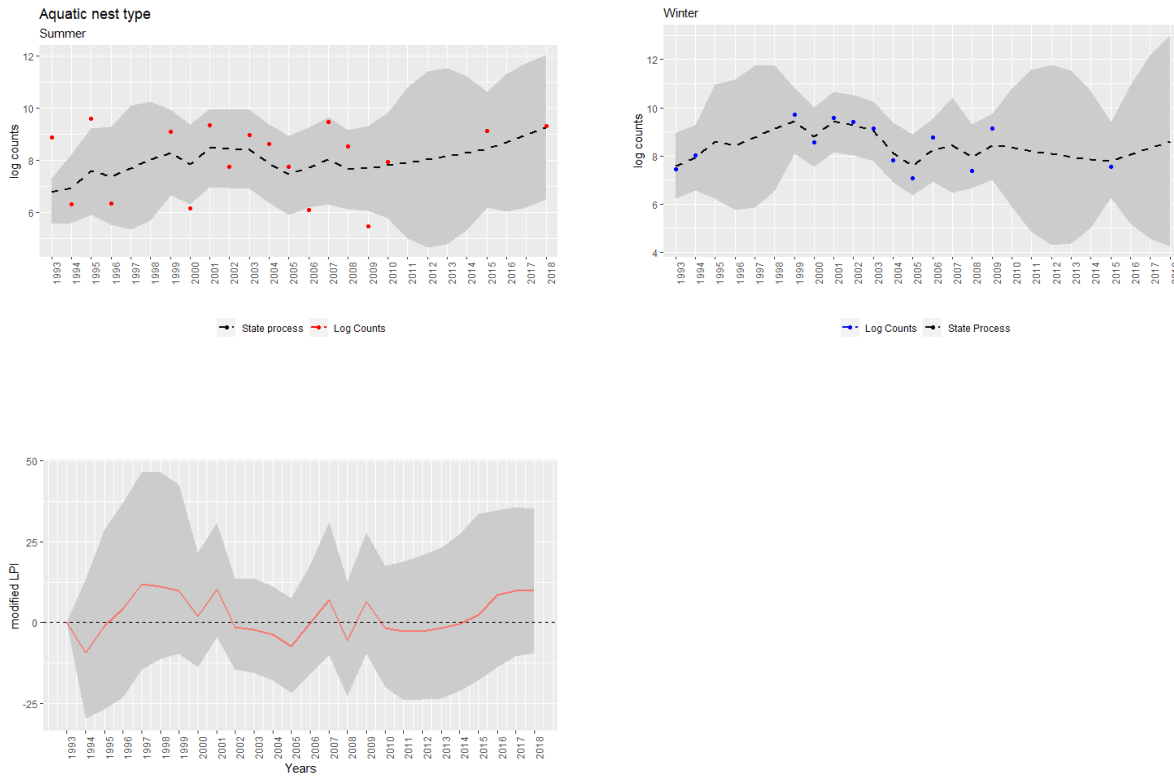 Aquatic nest type
Summer
12
10
8
6
log counts
1993 1994 1995 1996 1997 1998 1999 2000 2001 2002 2003 2004 2005 2006 2007 2008 2009 2010 2011 2012 2013 2014 2015 2016 2017 2018
State process Log Counts
Winter
12
10
8
6
4
log counts
1993 1994 1995 1996 1997 1998 1999 2000 2001 2002 2003 2004 2005 2006 2007 2008 2009 2010 2011 2012 2013 2014 2015 2016 2017
Log Counts State Process
50
25
0
-25
modified LPI
1993 1994 1995 1996 1997 1998 1999 2000 2001 2002 2003 2004 2005 2006 2007 2008 2009 2010 2011 2012 2013 2014 2015 2016 2017 2018
Years